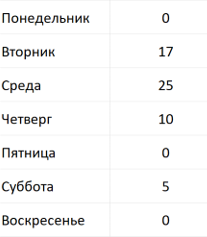 Понедельник 0
Вторник 17
Среда 25
Четверг 10
Пятница 0
Суббота 5
Воскресенье 0